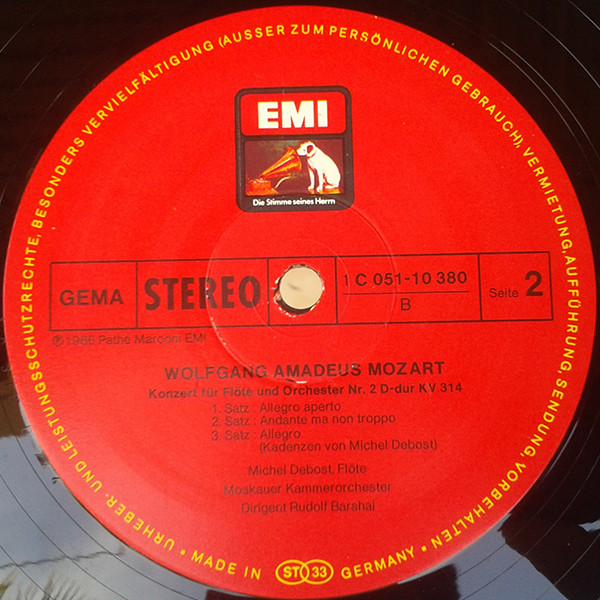 URHEBER- UND LEISTUNGSSCHUTZRECHTE, BESONDERS VERVIELFÄLTIGUNG (AUSSER ZUM PERSÖNLICHEN GEBRAUCH), VERMIETUNG, AUFFÜHRUNG, SENDUNG, VORBEHALTEN
EMI
Die Stimme seines Herrn
GEMA STEREO 1 C 051-10 380 Seite 2
B
℗ 1966 Pathe Marconi EMI
WOLFGANG AMADEUS MOZART
Konzert für Flöte und Orchester Nr. 2 D-dur KV 314
1. Satz : Allegro aperto
2. Satz : Andante ma non troppo
3. Satz : Allegro
(Kadenzen von Michel Debost)
Michel Debost, Flöte
Moskauer Kammerorchester
Dirigent Rudolf Barshai
• MADE IN ST 33 GERMANY •